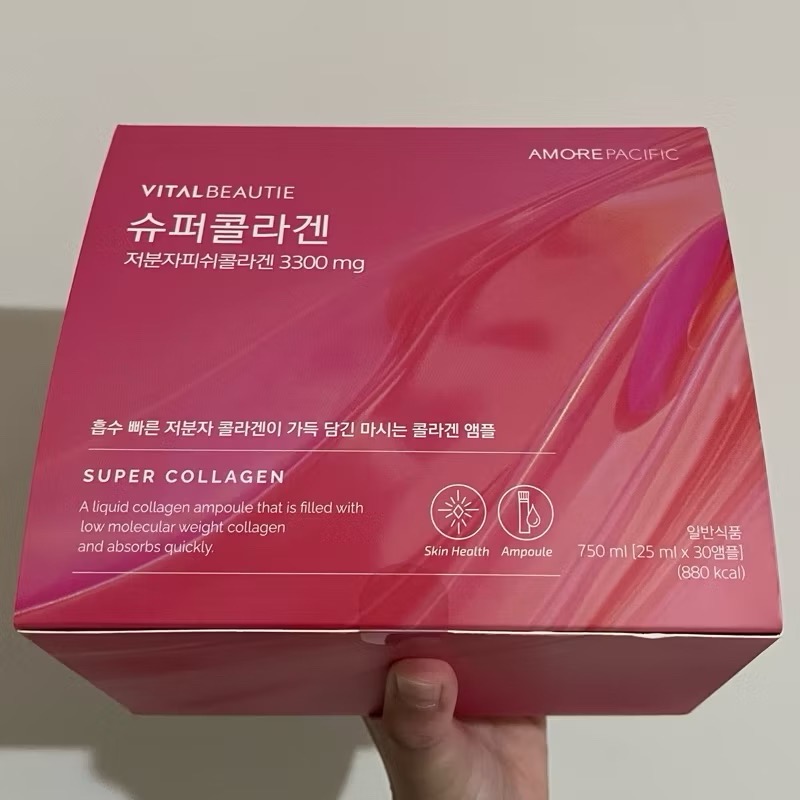 AMOREPACIFIC
VITALBEAUTIE
슈퍼콜라겐
저분자피쉬콜라겐 3300 mg
흡수 빠른 저분자 콜라겐이 가득 담긴 마시는 콜라겐 앰플
SUPER COLLAGEN
A liquid collagen ampoule that is filled with
low molecular weight collagen
and absorbs quickly.
Skin Health
Ampoule
일반식품
750 ml [25 ml x 30앰플]
(880 kcal)